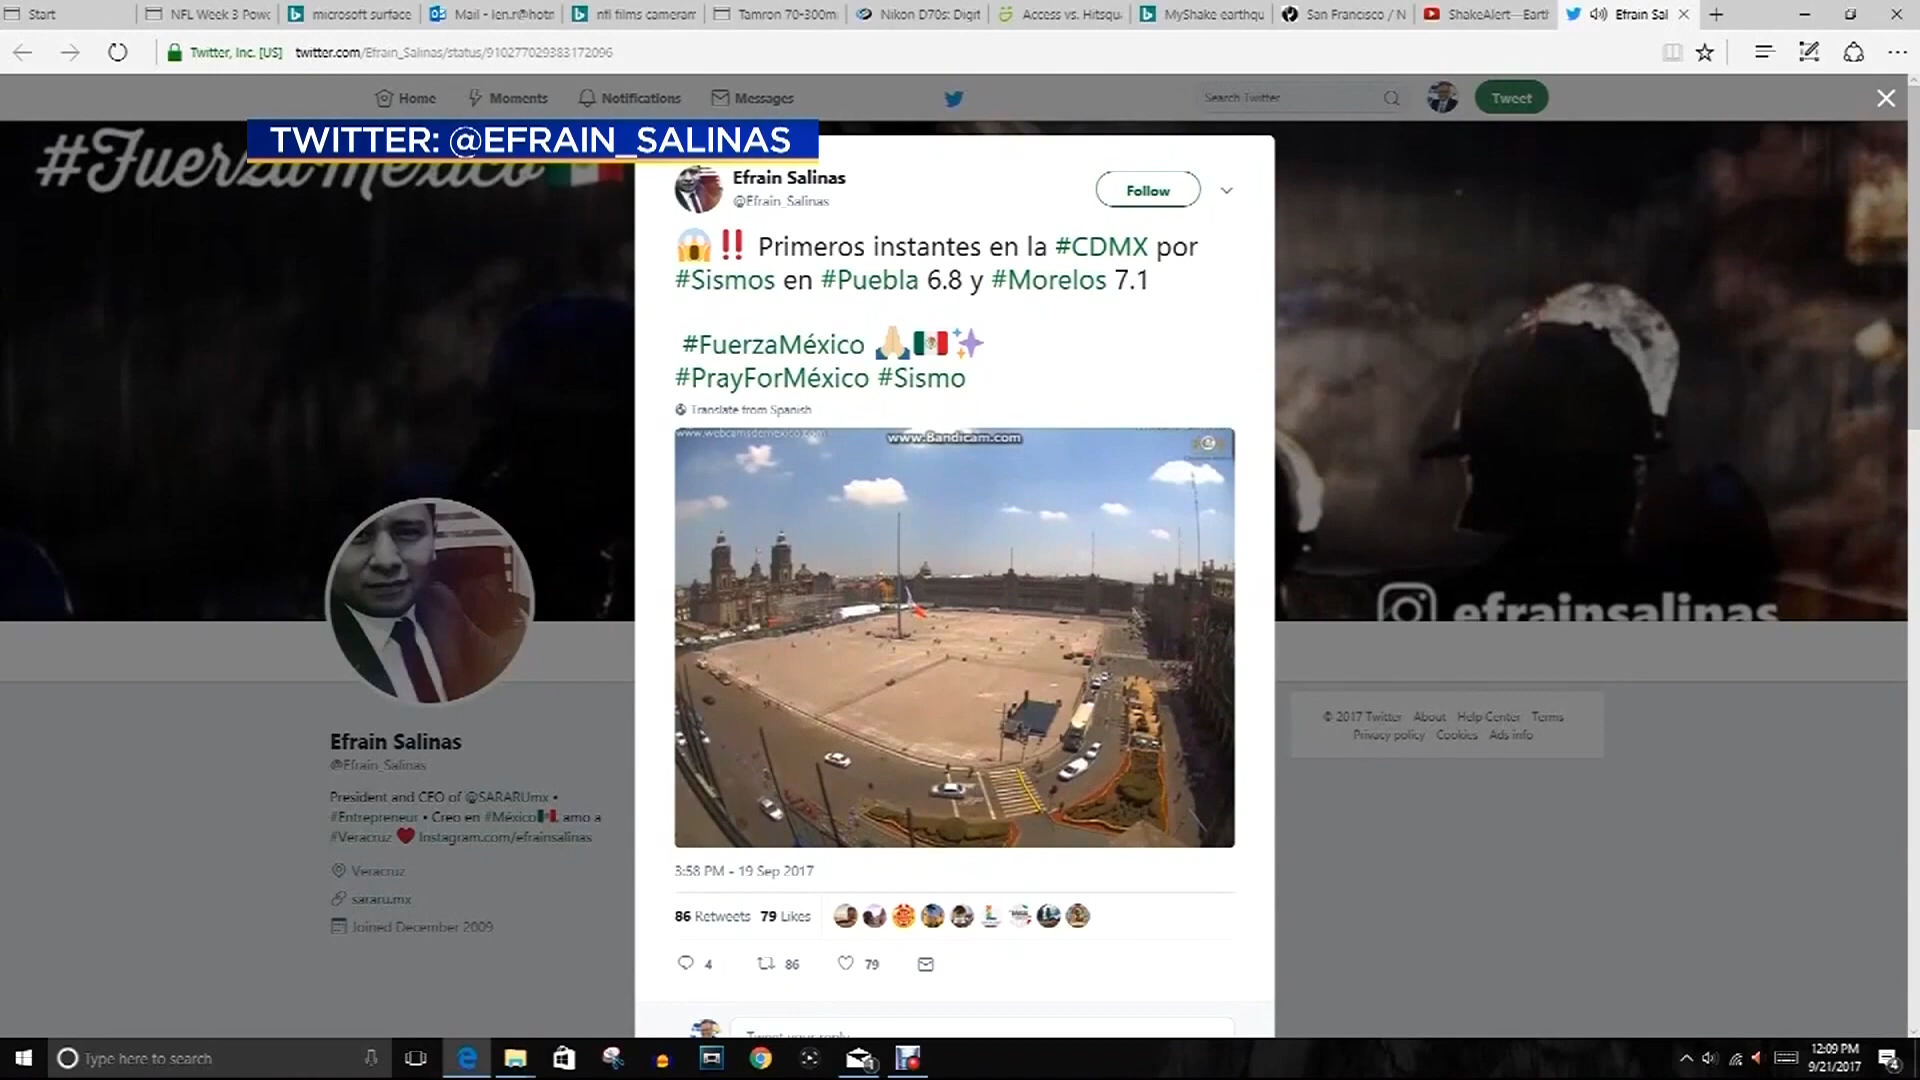 Start
NFL Week 3 Powe
microsoft surface
Mail - len.r@hotm
nfl films cameram
Tamron 70-300m
Nikon D70s: Digit
Access vs. Hitsqu
MyShake earthqu
San Francisco / N
ShakeAlert—Earth
Efrain Sal
Twitter, Inc. [US]
twitter.com/Efrain_Salinas/status/910277029383172096
Home
Moments
Notifications
Messages
Search Twitter
Tweet
#FuerzaMéxico
TWITTER: @EFRAIN_SALINAS
Efrain Salinas
@Efrain_Salinas
Follow
😱‼️ Primeros instantes en la #CDMX por
#Sismos en #Puebla 6.8 y #Morelos 7.1
#FuerzaMéxico 🙏🏼🇲🇽✨
#PrayForMéxico #Sismo
Translate from Spanish
www.webcamsdemexico.com
www.Bandicam.com
3:58 PM - 19 Sep 2017
86 Retweets 79 Likes
4
86
79
Tweet your reply
efrainsalinas
Efrain Salinas
@Efrain_Salinas
President and CEO of @SARARUmx •
#Entrepreneur • Creo en #México🇲🇽, amo a
#Veracruz ❤️ Instagram.com/efrainsalinas
Veracruz
sararu.mx
Joined December 2009
© 2017 Twitter About Help Center Terms
Privacy policy Cookies Ads info
Type here to search
12:09 PM
9/21/2017